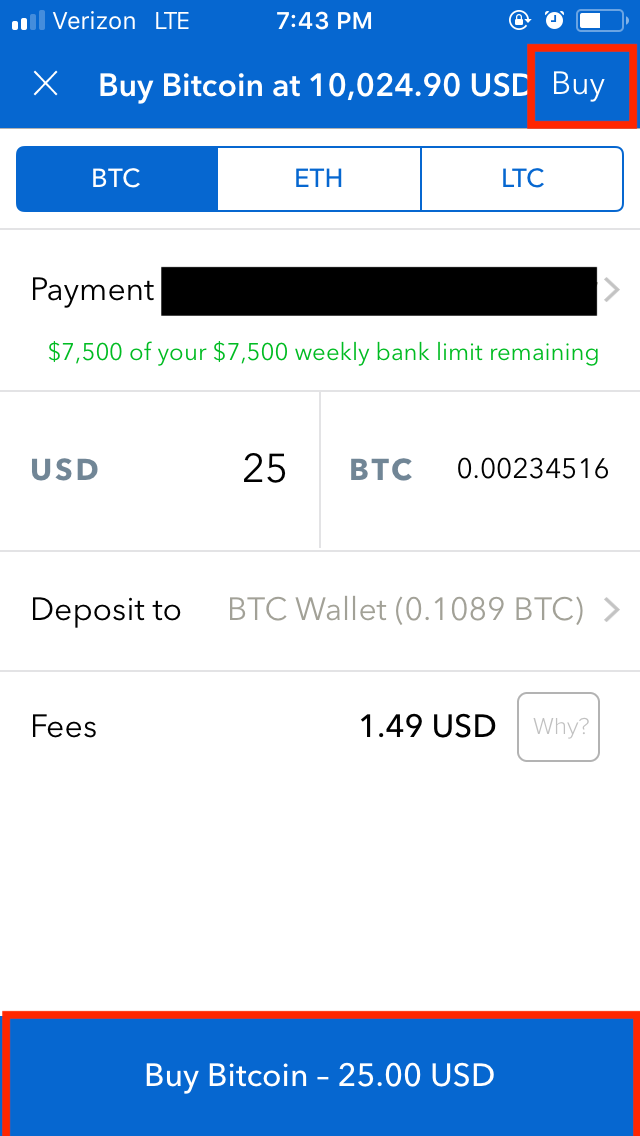 Verizon LTE 7:43 PM
Buy Bitcoin at 10,024.90 USD Buy
BTC ETH LTC
Payment
$7,500 of your $7,500 weekly bank limit remaining
USD 25 BTC 0.00234516
Deposit to BTC Wallet (0.1089 BTC)
Fees 1.49 USD Why?
Buy Bitcoin – 25.00 USD